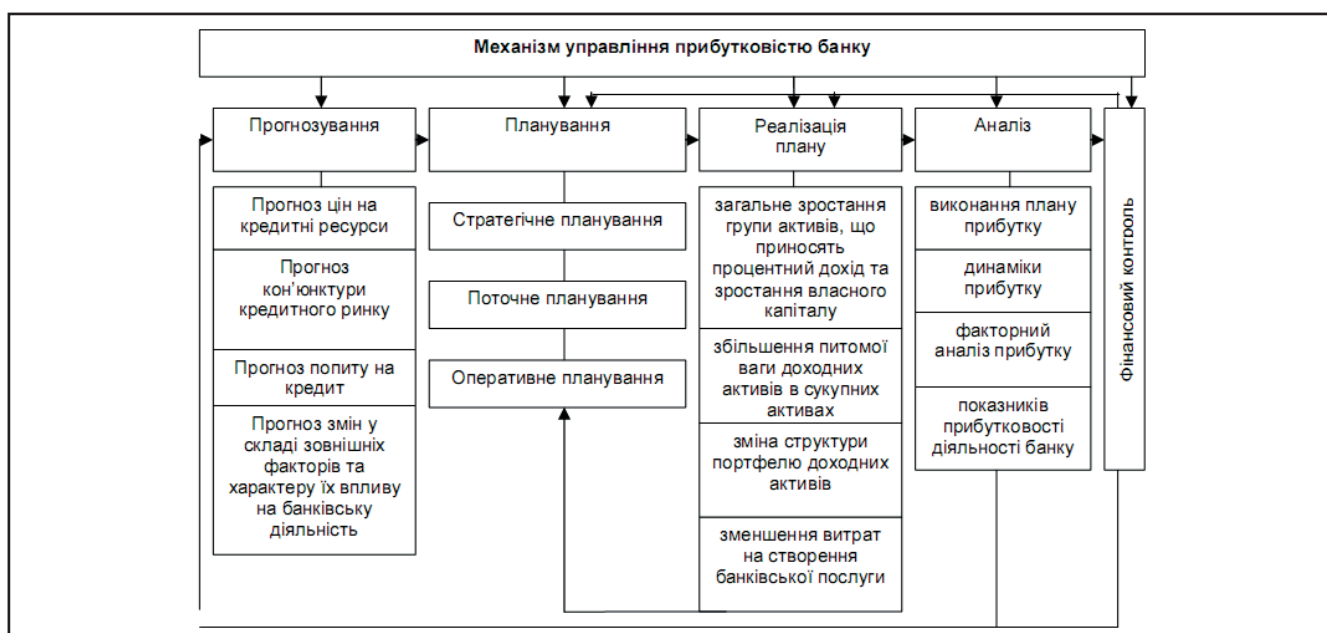 Механізм управління прибутковістю банку
Прогнозування
Прогноз цін на
кредитні ресурси
Прогноз
кон’юнктури
кредитного ринку
Прогноз попиту на
кредит
Прогноз змін у
складі зовнішніх
факторів та
характеру їх впливу
на банківську
діяльність
Планування
Стратегічне планування
Поточне планування
Оперативне планування
Реалізація
плану
загальне зростання
групи активів, що
приносять
процентний дохід та
зростання власного
капіталу
збільшення питомої
ваги доходних
активів в сукупних
активах
зміна структури
портфелю доходних
активів
зменшення витрат
на створення
банківської послуги
Аналіз
виконання плану
прибутку
динаміки
прибутку
факторний
аналіз прибутку
показників
прибутковості
діяльності банку
Фінансовий контроль